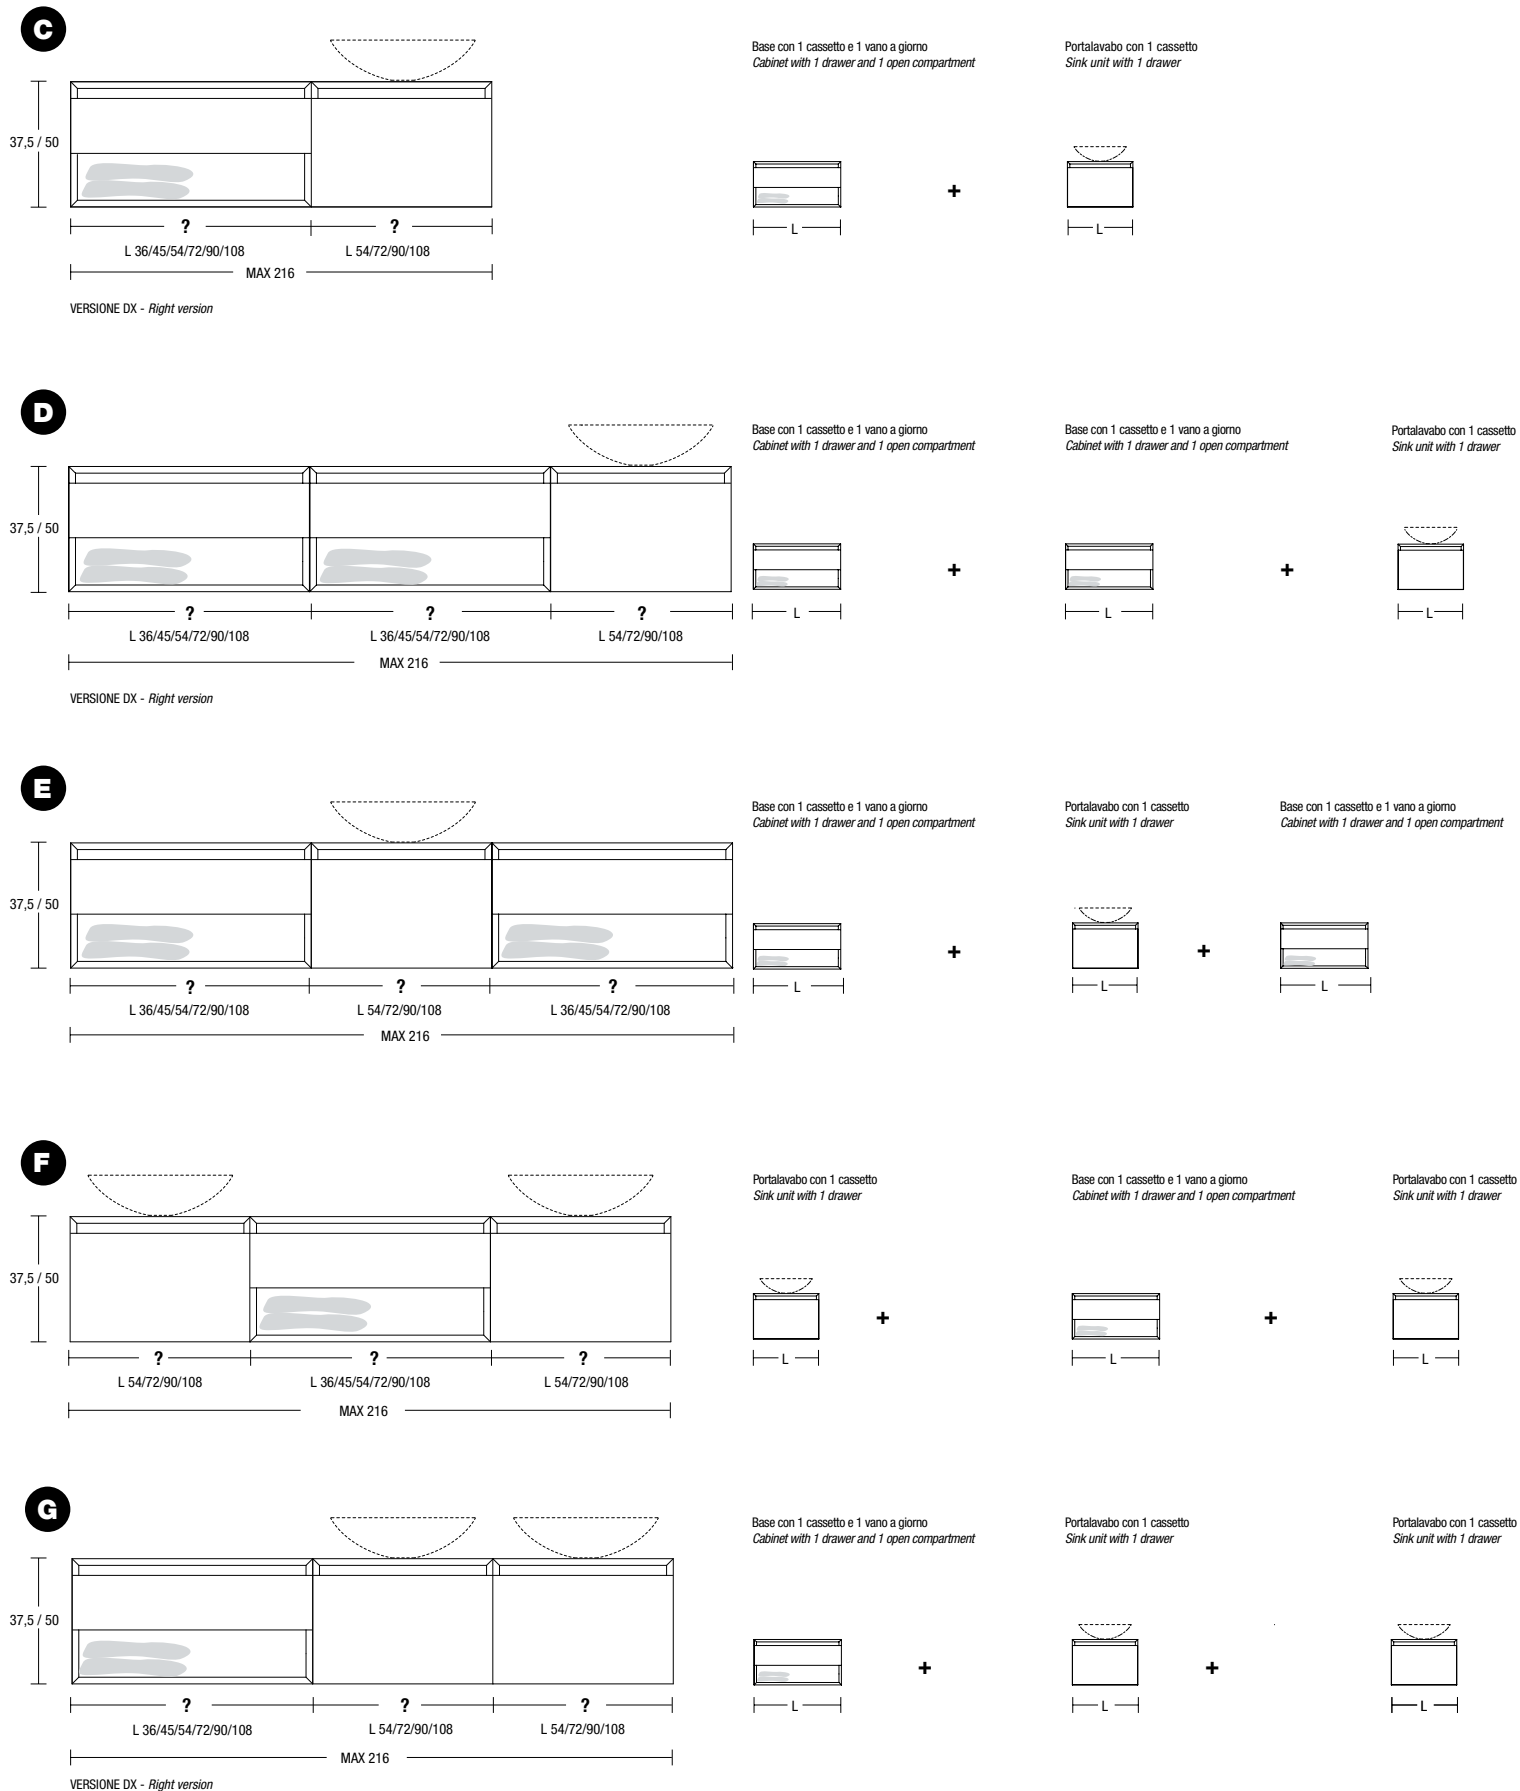 C
Base con 1 cassetto e 1 vano a giorno
Cabinet with 1 drawer and 1 open compartment
Portalavabo con 1 cassetto
Sink unit with 1 drawer
37,5 / 50
+
? ?
L L
L 36/45/54/72/90/108 L 54/72/90/108
MAX 216
VERSIONE DX - Right version
D
Base con 1 cassetto e 1 vano a giorno
Cabinet with 1 drawer and 1 open compartment
Base con 1 cassetto e 1 vano a giorno
Cabinet with 1 drawer and 1 open compartment
Portalavabo con 1 cassetto
Sink unit with 1 drawer
37,5 / 50
+ +
? ? ?
L L L
L 36/45/54/72/90/108 L 36/45/54/72/90/108 L 54/72/90/108
MAX 216
VERSIONE DX - Right version
E
Base con 1 cassetto e 1 vano a giorno
Cabinet with 1 drawer and 1 open compartment
Portalavabo con 1 cassetto
Sink unit with 1 drawer
Base con 1 cassetto e 1 vano a giorno
Cabinet with 1 drawer and 1 open compartment
37,5 / 50
+ +
? ? ?
L L L
L 36/45/54/72/90/108 L 54/72/90/108 L 36/45/54/72/90/108
MAX 216
F
Portalavabo con 1 cassetto
Sink unit with 1 drawer
Base con 1 cassetto e 1 vano a giorno
Cabinet with 1 drawer and 1 open compartment
Portalavabo con 1 cassetto
Sink unit with 1 drawer
37,5 / 50
+ +
? ? ?
L L L
L 54/72/90/108 L 36/45/54/72/90/108 L 54/72/90/108
MAX 216
G
Base con 1 cassetto e 1 vano a giorno
Cabinet with 1 drawer and 1 open compartment
Portalavabo con 1 cassetto
Sink unit with 1 drawer
Portalavabo con 1 cassetto
Sink unit with 1 drawer
37,5 / 50
+ +
? ? ?
L L L
L 36/45/54/72/90/108 L 54/72/90/108 L 54/72/90/108
MAX 216
VERSIONE DX - Right version